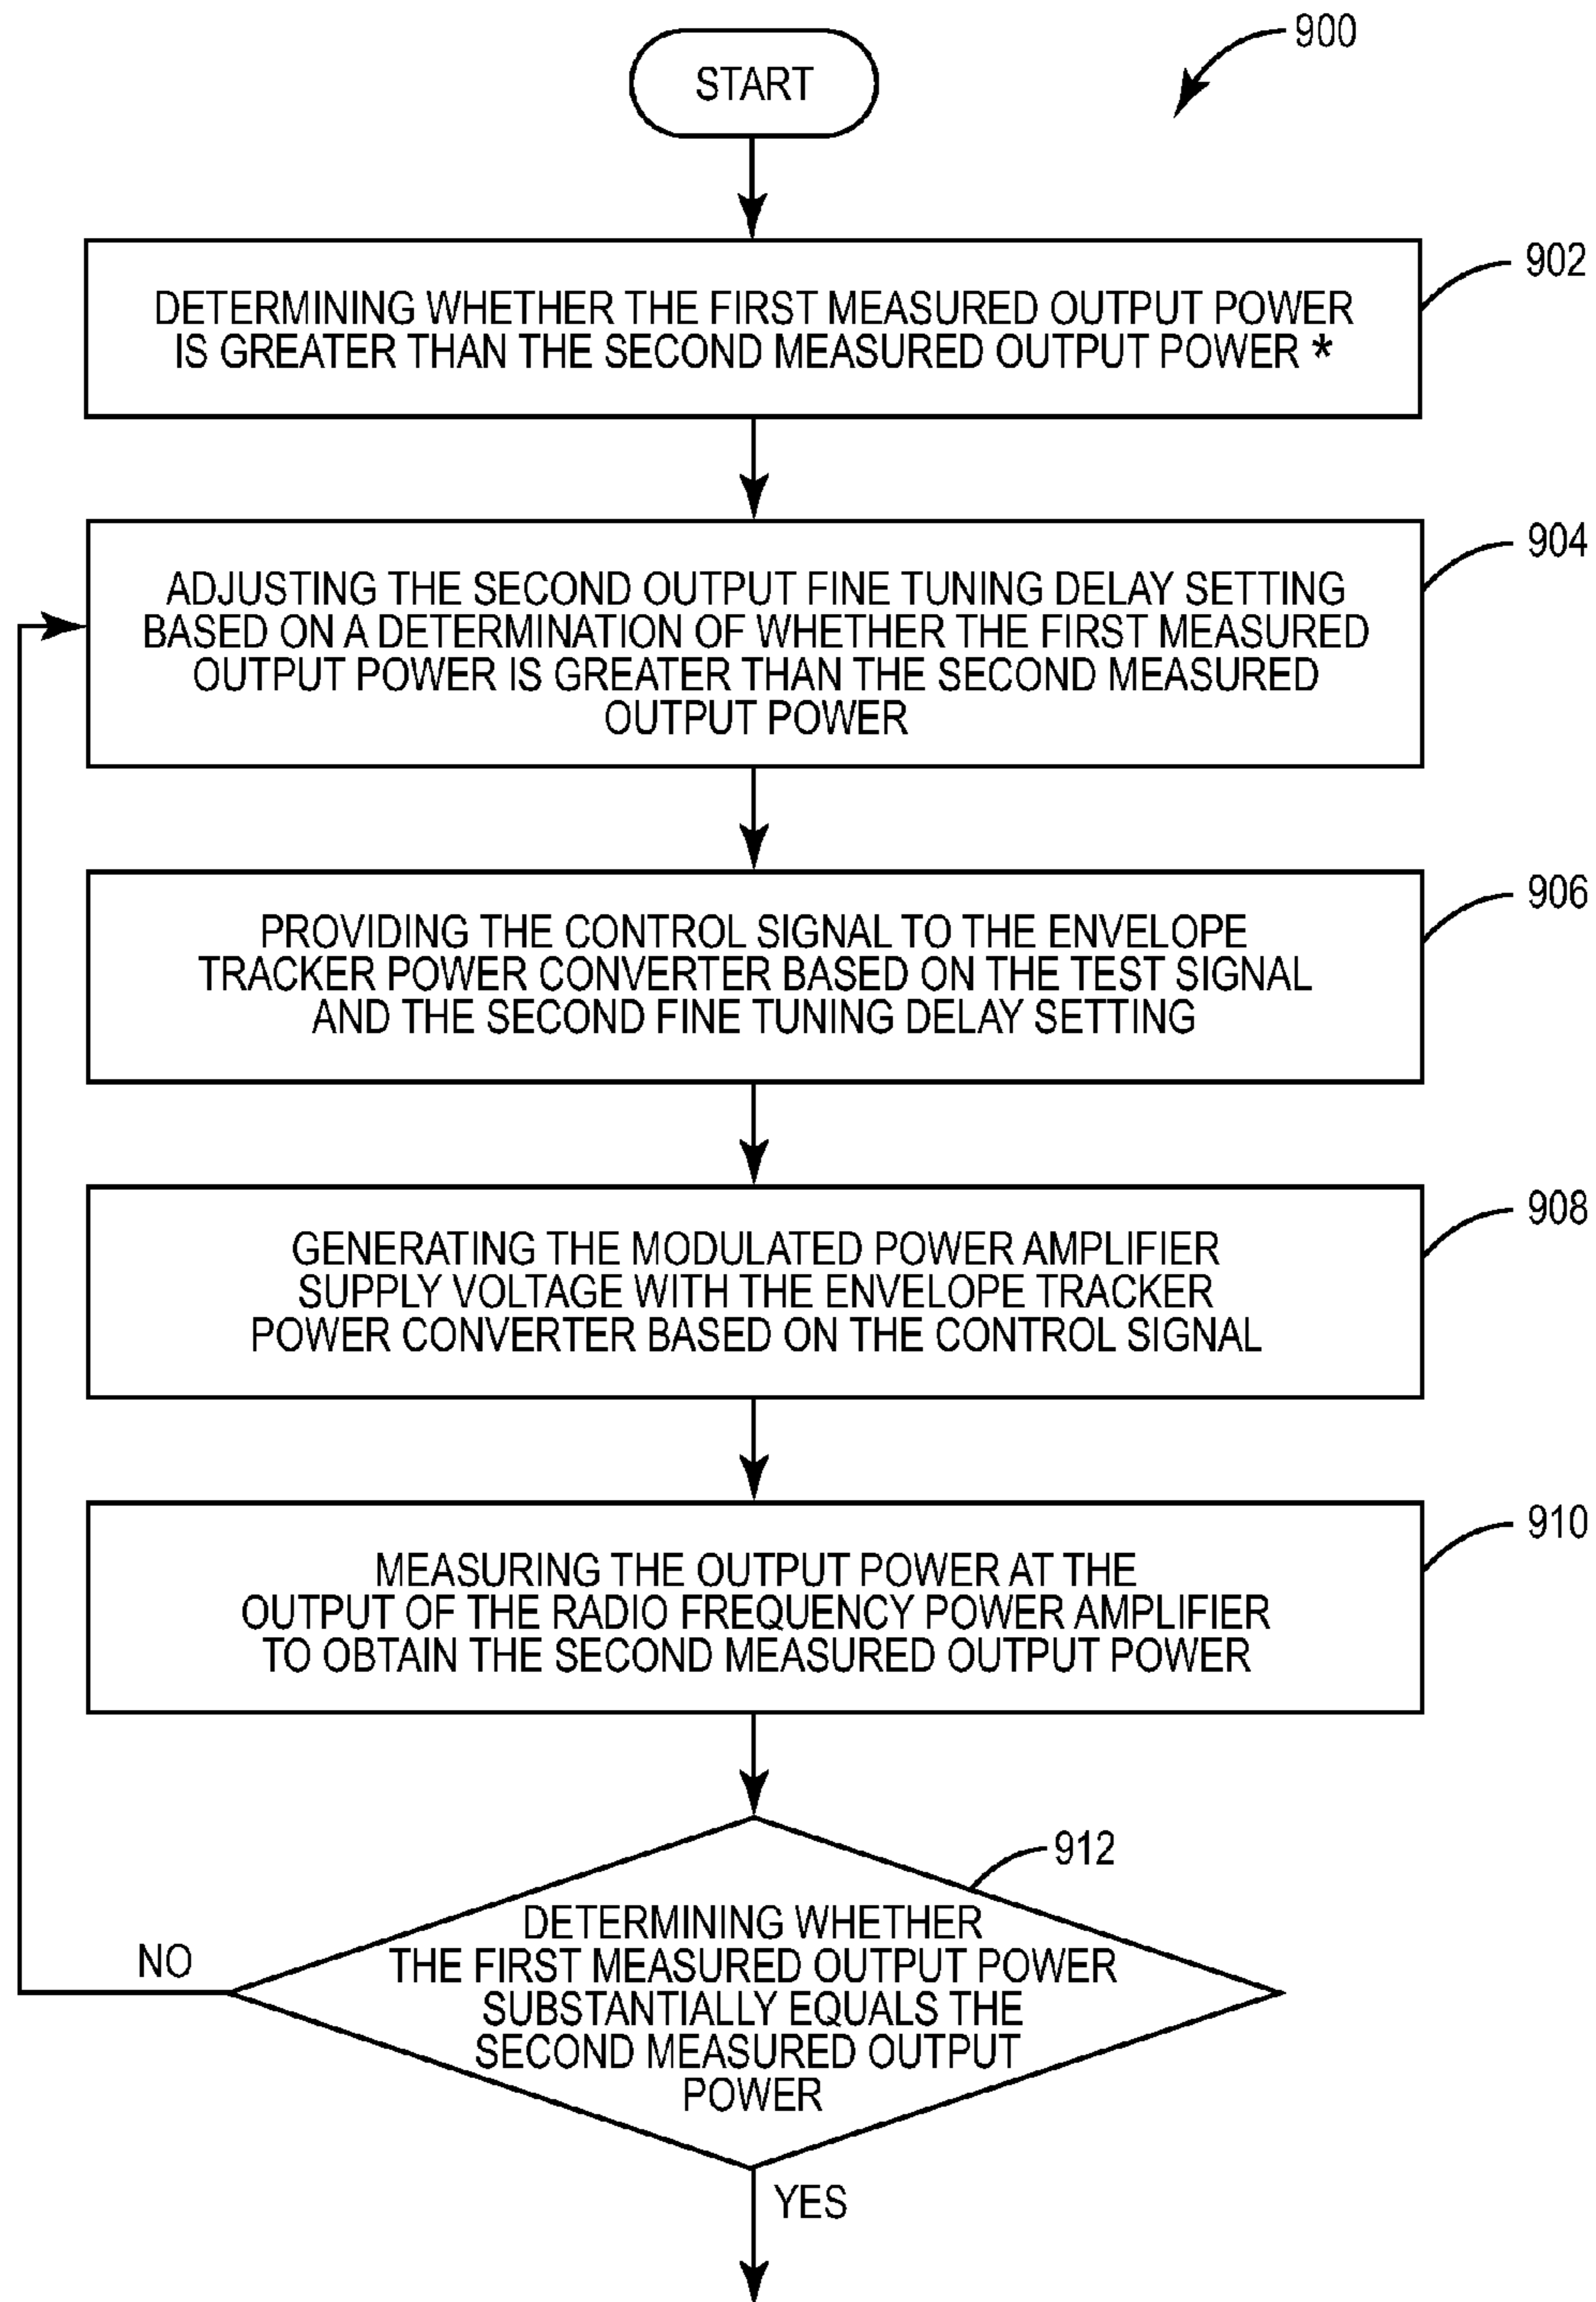 900
START
902
DETERMINING WHETHER THE FIRST MEASURED OUTPUT POWER
IS GREATER THAN THE SECOND MEASURED OUTPUT POWER *
904
ADJUSTING THE SECOND OUTPUT FINE TUNING DELAY SETTING
BASED ON A DETERMINATION OF WHETHER THE FIRST MEASURED
OUTPUT POWER IS GREATER THAN THE SECOND MEASURED
OUTPUT POWER
906
PROVIDING THE CONTROL SIGNAL TO THE ENVELOPE
TRACKER POWER CONVERTER BASED ON THE TEST SIGNAL
AND THE SECOND FINE TUNING DELAY SETTING
908
GENERATING THE MODULATED POWER AMPLIFIER
SUPPLY VOLTAGE WITH THE ENVELOPE TRACKER
POWER CONVERTER BASED ON THE CONTROL SIGNAL
910
MEASURING THE OUTPUT POWER AT THE
OUTPUT OF THE RADIO FREQUENCY POWER AMPLIFIER
TO OBTAIN THE SECOND MEASURED OUTPUT POWER
912
DETERMINING WHETHER
THE FIRST MEASURED OUTPUT POWER
SUBSTANTIALLY EQUALS THE
SECOND MEASURED OUTPUT
POWER
NO
YES